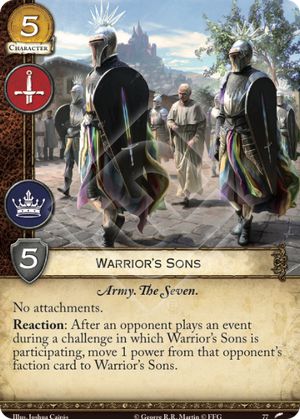 5
Character
5
Warrior's Sons
Army. The Seven.
No attachments.
Reaction: After an opponent plays an event
during a challenge in which Warrior's Sons is
participating, move 1 power from that opponent's
faction card to Warrior's Sons.
Illus. Joshua Cairós
© George R.R. Martin © FFG
77